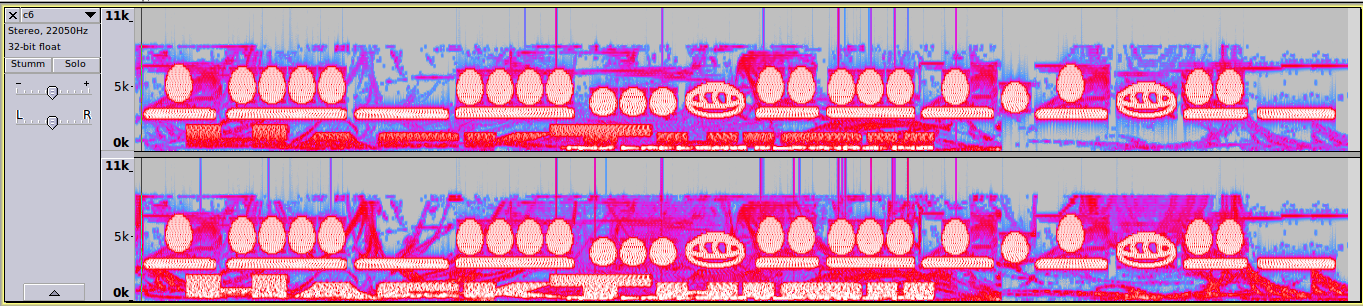 × c6
Stereo, 22050Hz
32-bit float
Stumm Solo
- +
L R
11k
5k
0k
11k
5k
0k